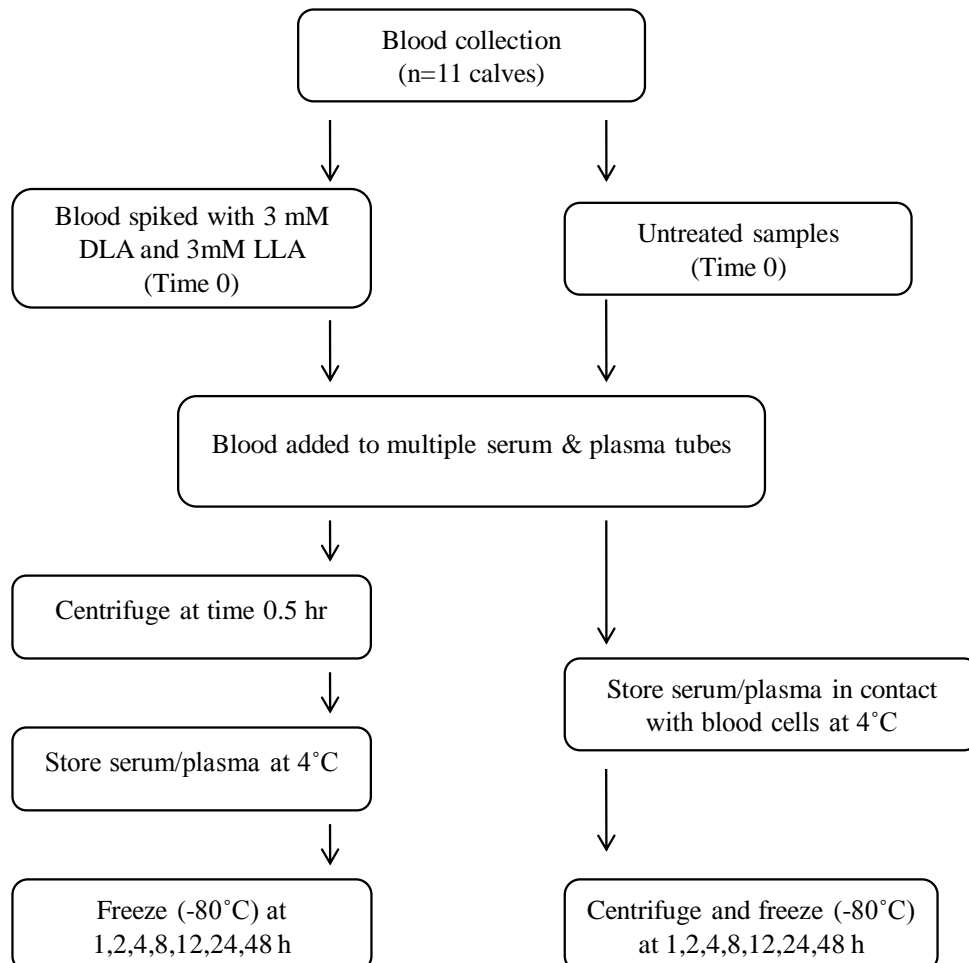 Blood collection
(n=11 calves)
Blood spiked with 3 mM
DLA and 3mM LLA
(Time 0)
Untreated samples
(Time 0)
Blood added to multiple serum & plasma tubes
Centrifuge at time 0.5 hr
Store serum/plasma in contact
with blood cells at 4˚C
Store serum/plasma at 4˚C
Freeze (-80˚C) at
1,2,4,8,12,24,48 h
Centrifuge and freeze (-80˚C)
at 1,2,4,8,12,24,48 h